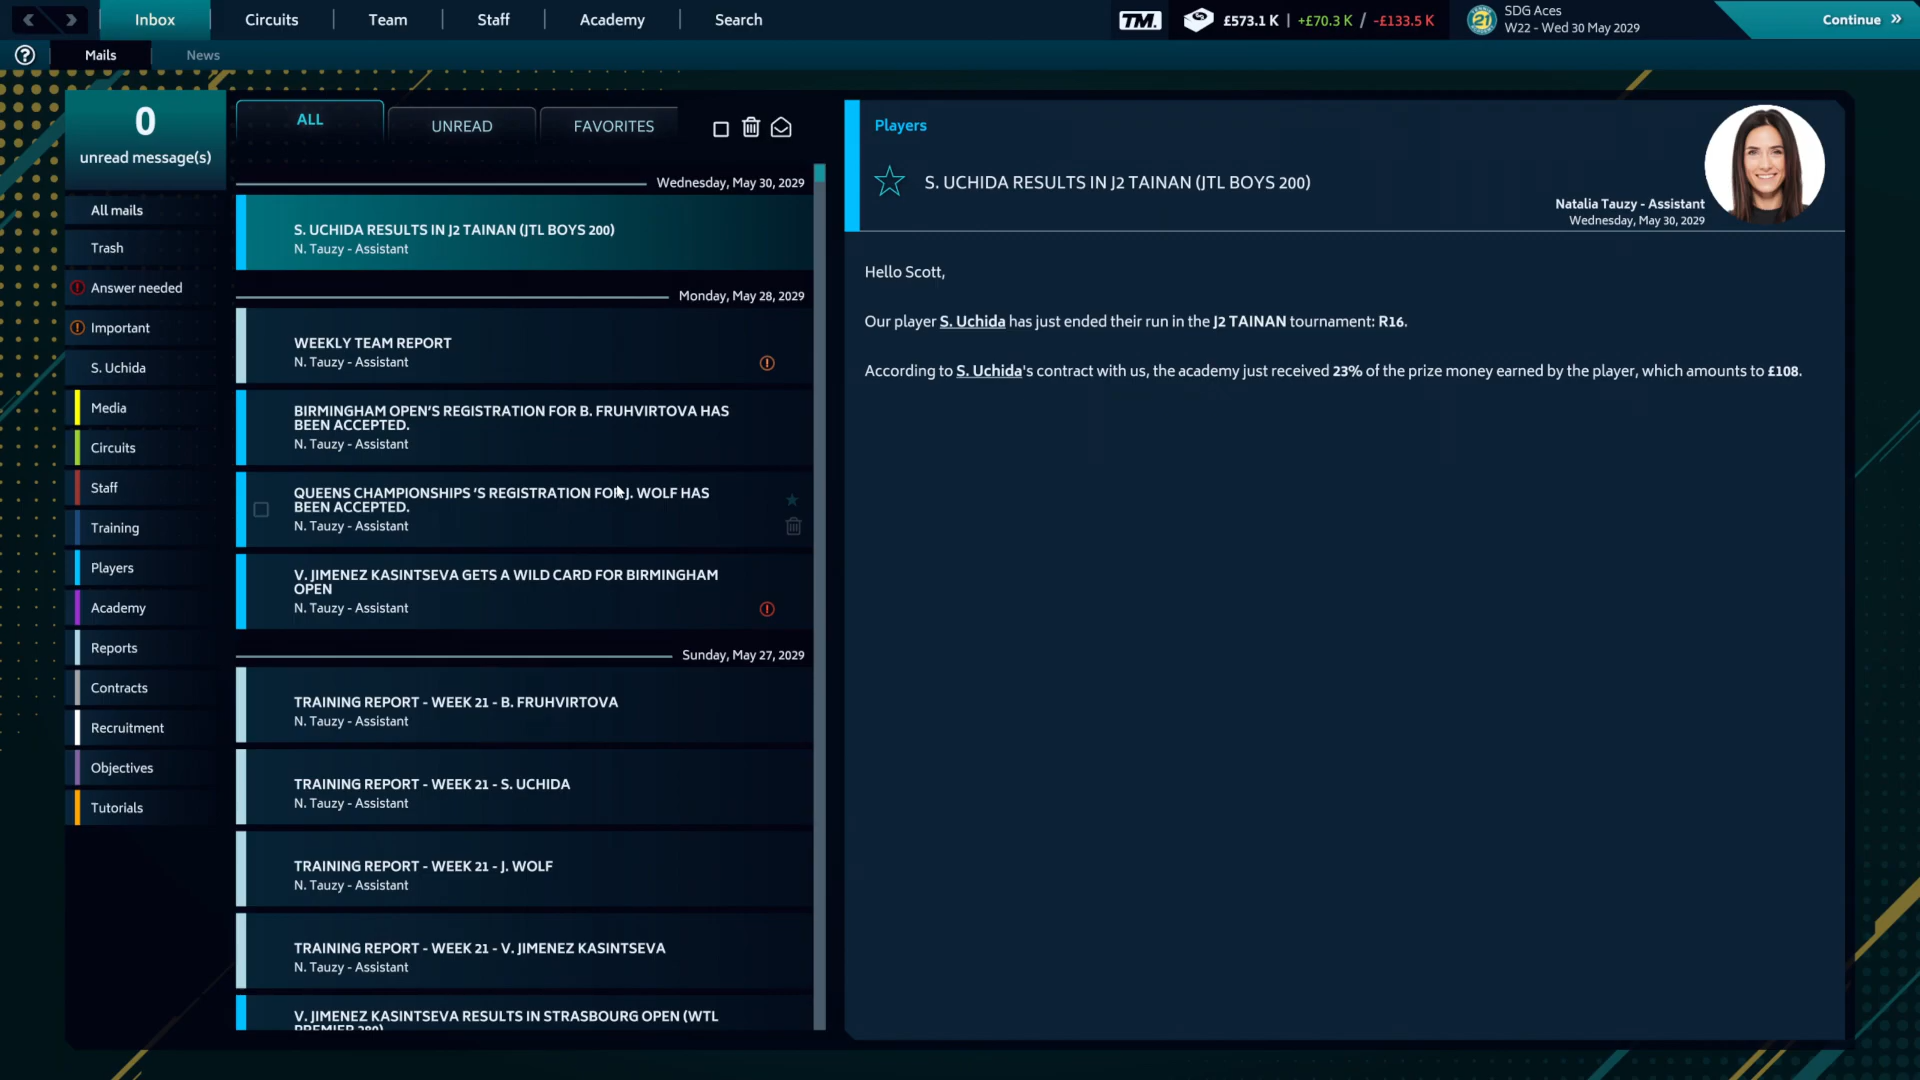 Inbox
Circuits
Team
Staff
Academy
Search
TM.
£573.1 K | +£70.3 K / -£133.5 K
21
SDG Aces
W22 - Wed 30 May 2029
Continue
?
Mails
News
0
unread message(s)
All mails
Trash
Answer needed
Important
S. Uchida
Media
Circuits
Staff
Training
Players
Academy
Reports
Contracts
Recruitment
Objectives
Tutorials
ALL
UNREAD
FAVORITES
Wednesday, May 30, 2029
S. UCHIDA RESULTS IN J2 TAINAN (JTL BOYS 200)
N. Tauzy - Assistant
Monday, May 28, 2029
WEEKLY TEAM REPORT
N. Tauzy - Assistant
BIRMINGHAM OPEN'S REGISTRATION FOR B. FRUHVIRTOVA HAS
BEEN ACCEPTED.
N. Tauzy - Assistant
QUEENS CHAMPIONSHIPS 'S REGISTRATION FOR J. WOLF HAS
BEEN ACCEPTED.
N. Tauzy - Assistant
V. JIMENEZ KASINTSEVA GETS A WILD CARD FOR BIRMINGHAM
OPEN
N. Tauzy - Assistant
Sunday, May 27, 2029
TRAINING REPORT - WEEK 21 - B. FRUHVIRTOVA
N. Tauzy - Assistant
TRAINING REPORT - WEEK 21 - S. UCHIDA
N. Tauzy - Assistant
TRAINING REPORT - WEEK 21 - J. WOLF
N. Tauzy - Assistant
TRAINING REPORT - WEEK 21 - V. JIMENEZ KASINTSEVA
N. Tauzy - Assistant
V. JIMENEZ KASINTSEVA RESULTS IN STRASBOURG OPEN (WTL
PREMIER 280)
Players
S. UCHIDA RESULTS IN J2 TAINAN (JTL BOYS 200)
Natalia Tauzy - Assistant
Wednesday, May 30, 2029
Hello Scott,
Our player S. Uchida has just ended their run in the J2 TAINAN tournament: R16.
According to S. Uchida's contract with us, the academy just received 23% of the prize money earned by the player, which amounts to £108.